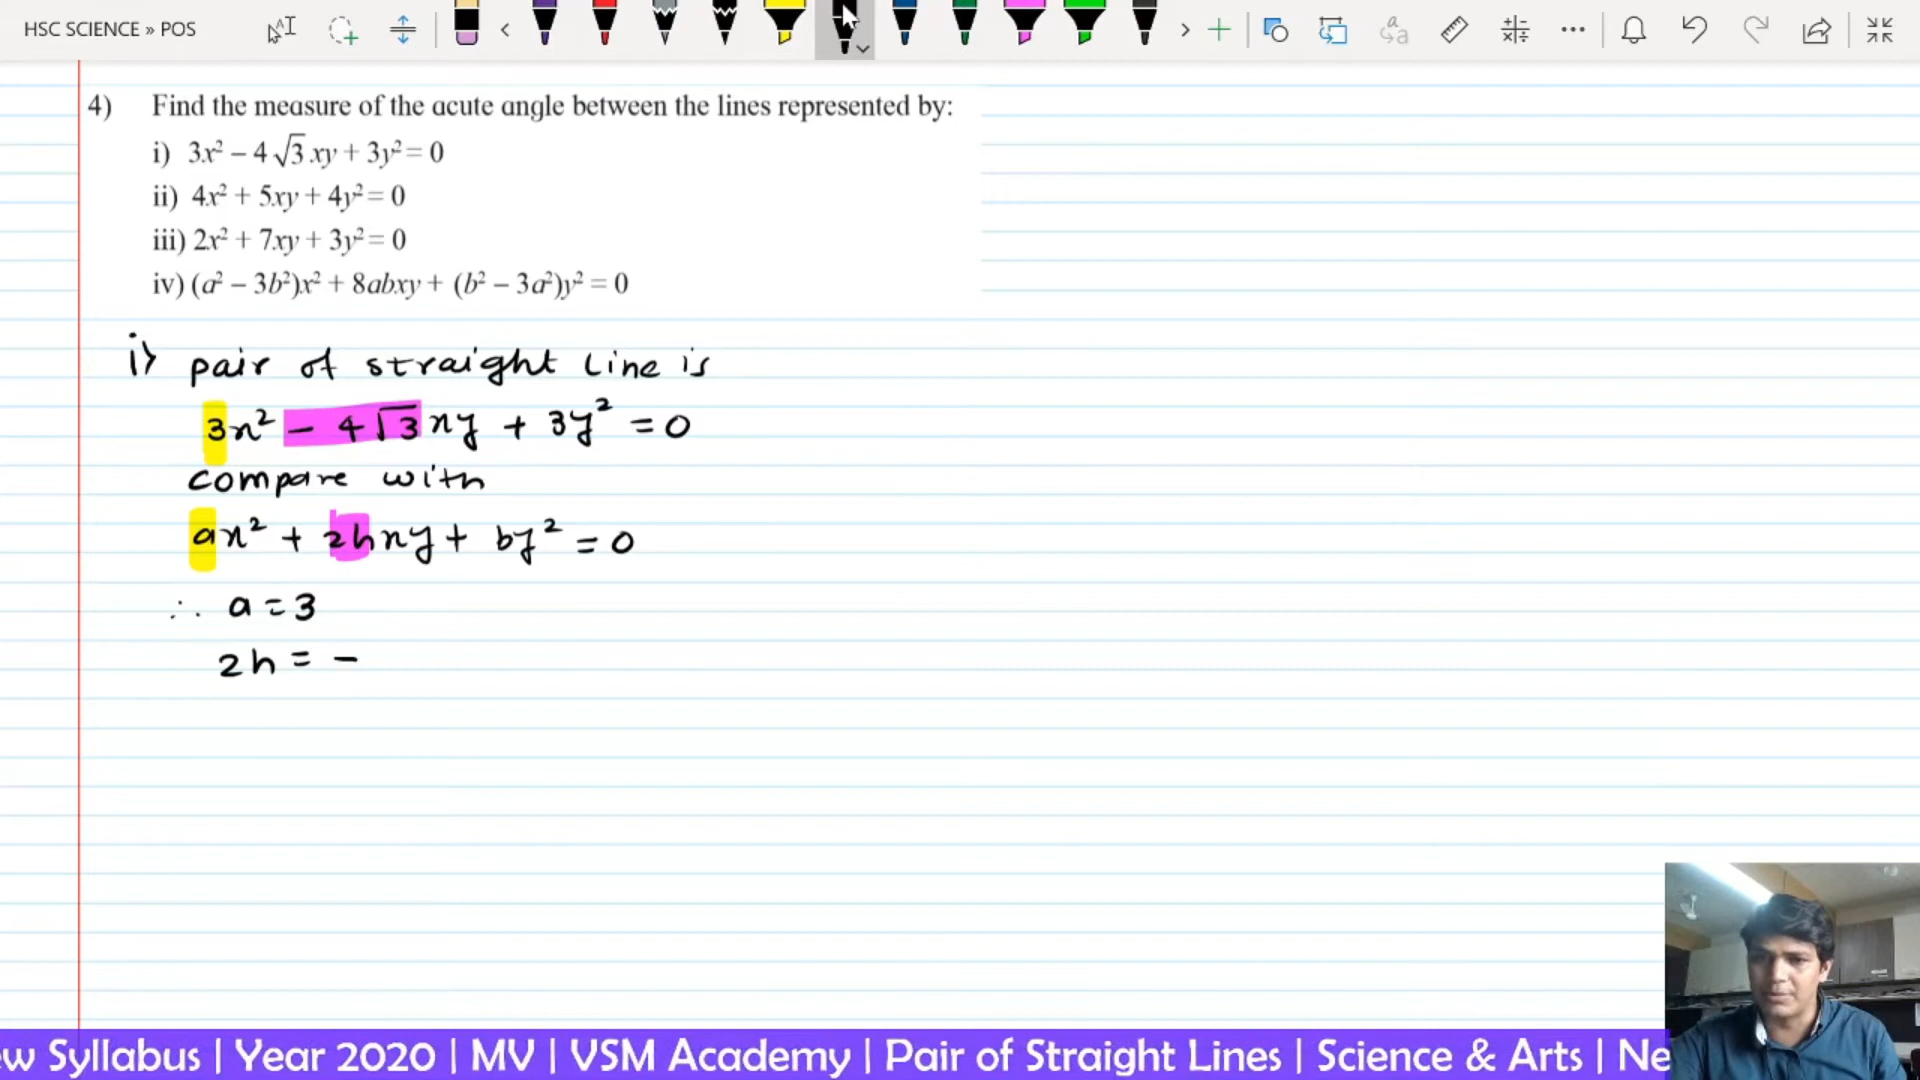 HSC SCIENCE » POS
4) Find the measure of the acute angle between the lines represented by:
i) 3x² – 4√3xy + 3y² = 0
ii) 4x² + 5xy + 4y² = 0
iii) 2x² + 7xy + 3y² = 0
iv) (a² – 3b²)x² + 8abxy + (b² – 3a²)y² = 0
i) pair of straight line is
3x² - 4√3 xy + 3y² = 0
compare with
ax² + 2hxy + by² = 0
∴ a = 3
2h = -
ew Syllabus | Year 2020 | MV | VSM Academy | Pair of Straight Lines | Science & Arts | Ne